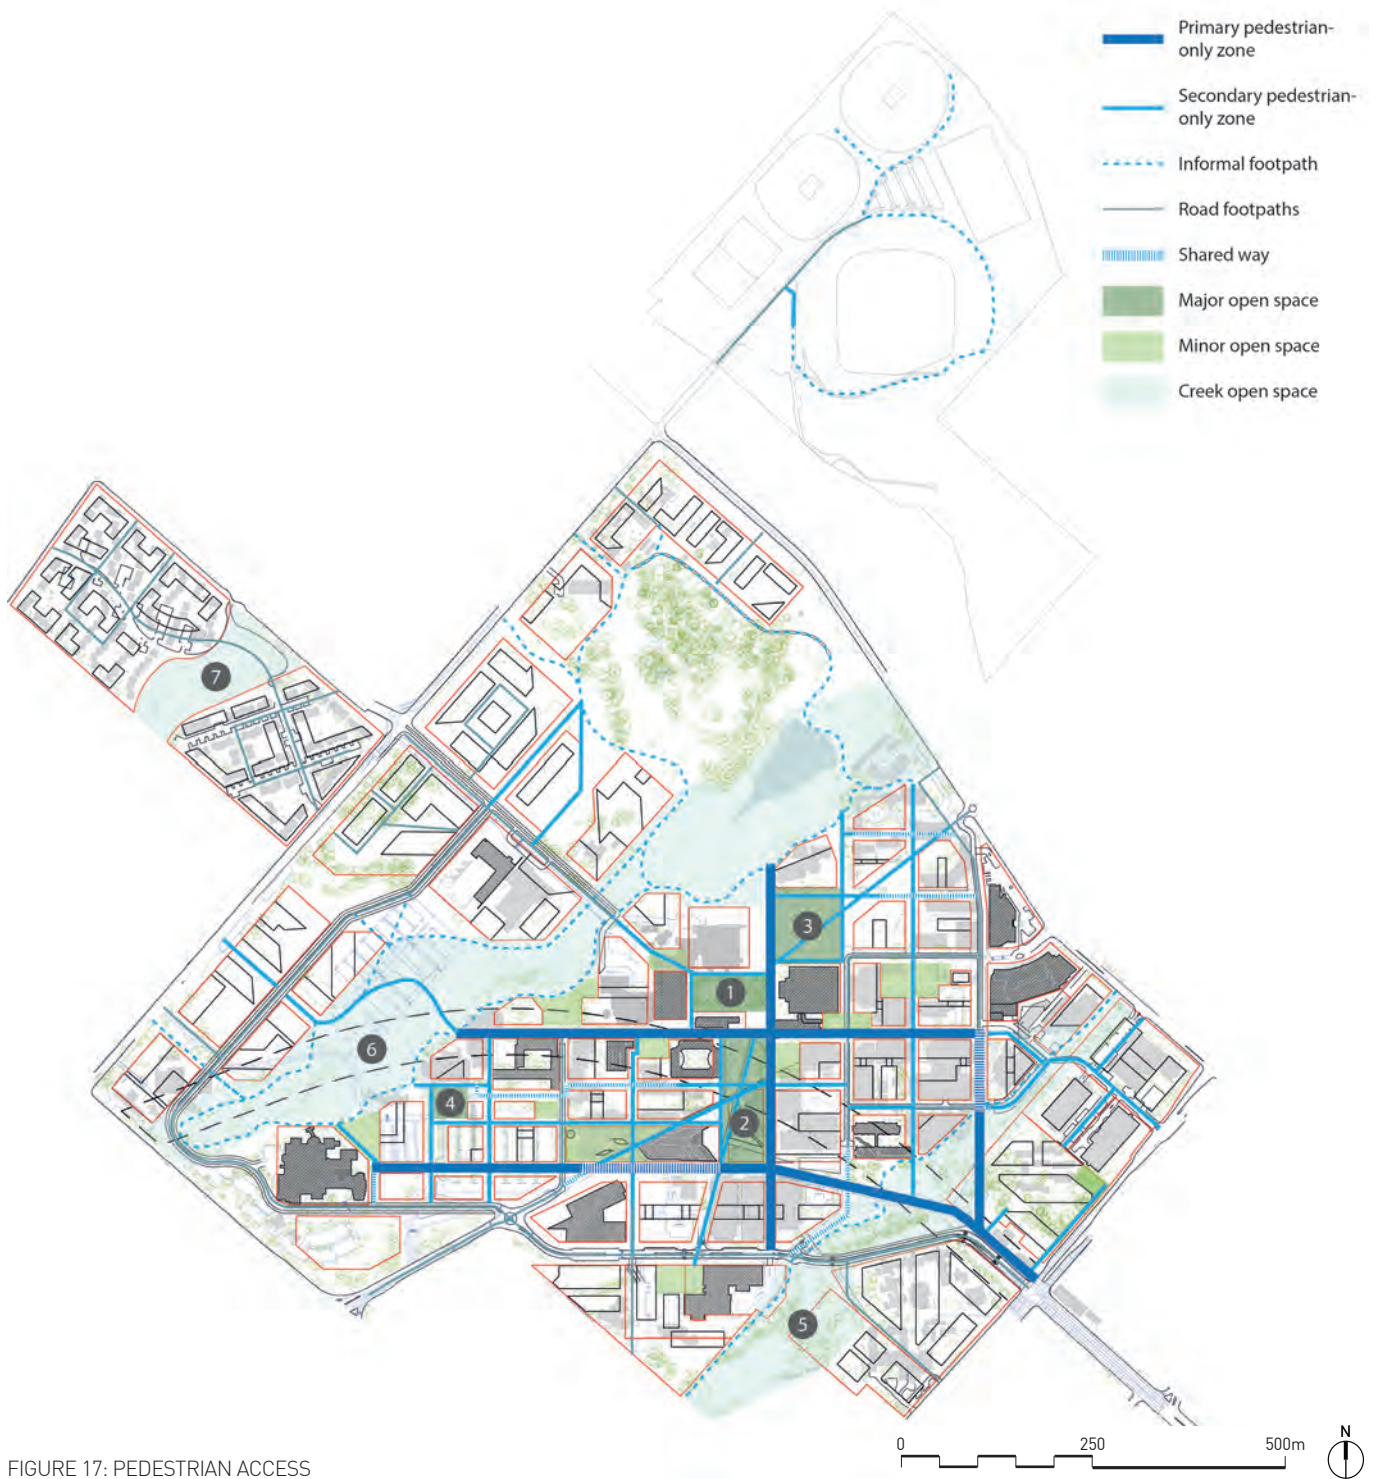 Primary pedestrian-
only zone
Secondary pedestrian-
only zone
Informal footpath
Road footpaths
Shared way
Major open space
Minor open space
Creek open space
7
3
1
6
4
2
5
0 250 500m
N
FIGURE 17: PEDESTRIAN ACCESS